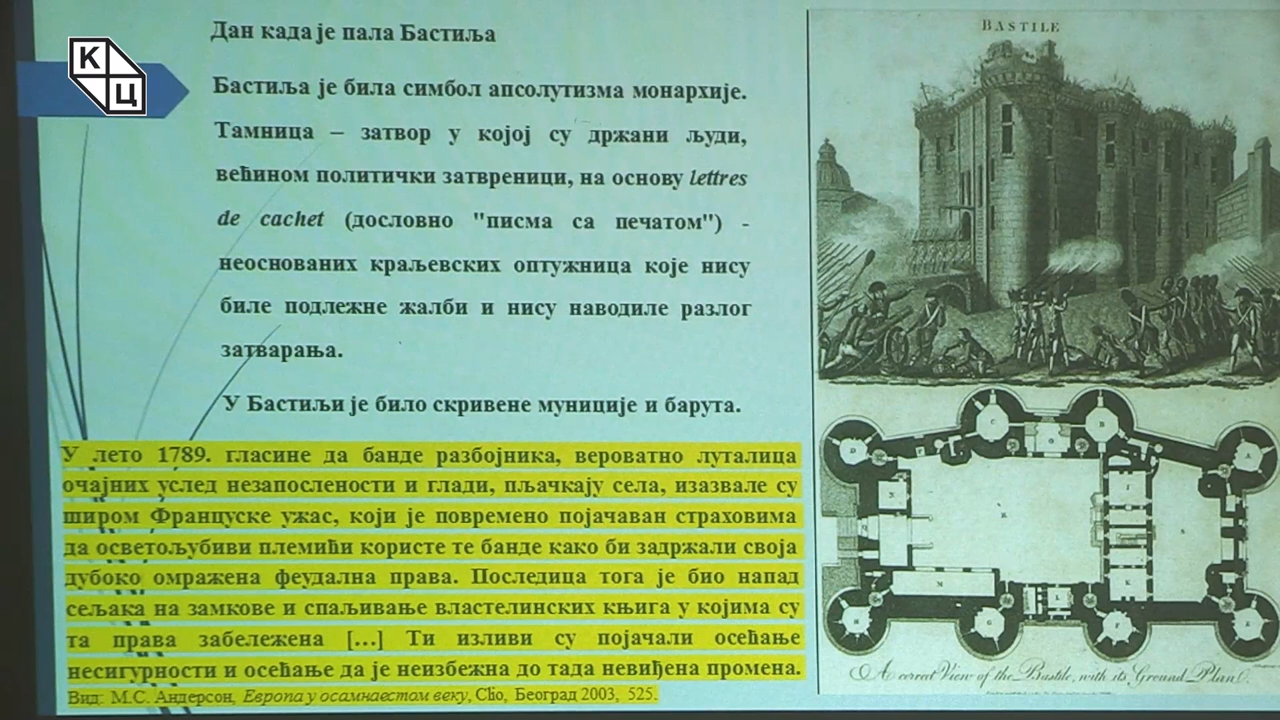 К
Ц
Дан када је пала Бастиља
Бастиља је била симбол апсолутизма монархије.
Тамница – затвор у којој су држани људи,
већином политички затвреници, на основу lettres
de cachet (дословно "писма са печатом") -
неоснованих краљевских оптужница које нису
биле подлежне жалби и нису наводиле разлог
затварања.
У Бастиљи је било скривене муниције и барута.
У лето 1789. гласине да банде разбојника, вероватно луталица
очајних услед незапослености и глади, пљачкају села, изазвале су
широм Француске ужас, који је повремено појачаван страховима
да осветољубиви племићи користе те банде како би задржали своја
дубоко омражена феудална права. Последица тога је био напад
сељака на замкове и спаљивање властелинских књига у којима су
та права забележена [...] Ти изливи су појачали осећање
несигурности и осећање да је неизбежна до тада невиђена промена.
Вид: М.С. Андерсон, Европа у осамнаестом веку, Clio, Београд 2003, 525.
BASTILE
A correct View of the Bastile, with its Ground Plan.